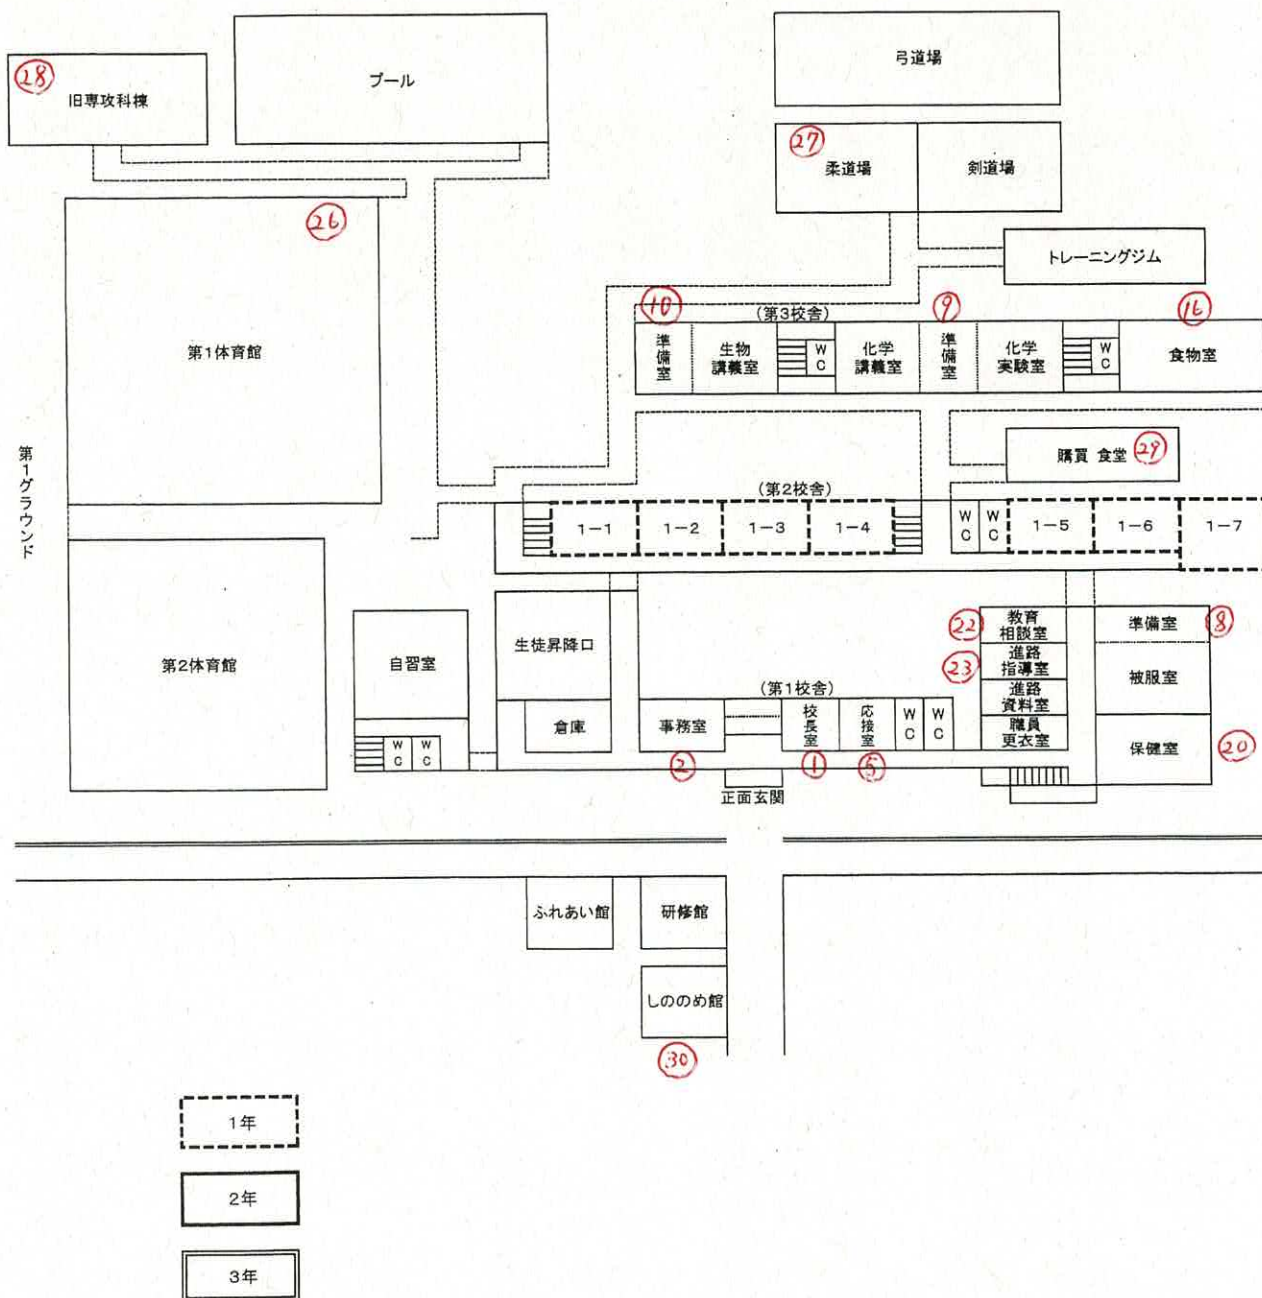 弓道場
プール
㉘
旧専攻科棟
㉗
柔道場
剣道場
㉖
トレーニングジム
⑩
(第3校舎)
⑨
⑯
準備室
生物
講義室
WC
化学
講義室
準備室
化学
実験室
WC
食物室
第1体育館
第1グラウンド
購買 食堂
㉙
(第2校舎)
1-1
1-2
1-3
1-4
WC
WC
1-5
1-6
1-7
第2体育館
自習室
生徒昇降口
㉒
教育
相談室
準備室
⑧
㉓
進路
指導室
被服室
(第1校舎)
進路
資料室
倉庫
事務室
校長室
応接室
WC
WC
職員
更衣室
保健室
⑳
WC
WC
②
①
⑤
正面玄関
ふれあい館
研修館
しののめ館
㉚
1年
2年
3年